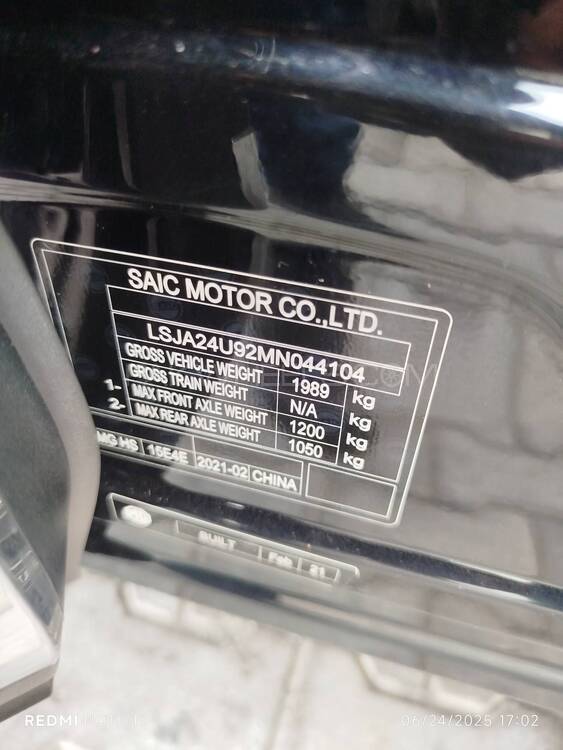 SAIC MOTOR CO.,LTD.
LSJA24U92MN044104
GROSS VEHICLE WEIGHT 1989 kg
GROSS TRAIN WEIGHT N/A kg
1- MAX FRONT AXLE WEIGHT 1200 kg
2- MAX REAR AXLE WEIGHT 1050 kg
MG HS 15E4E 2021-02 CHINA
BUILT Feb 21
REDMI 06/24/2025 17:02